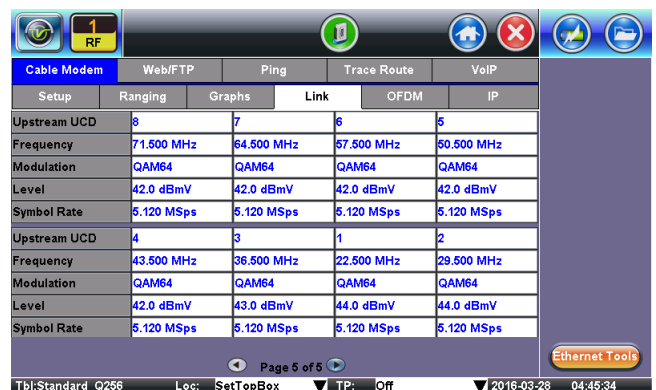 1
RF
Cable Modem Web/FTP Ping Trace Route VoIP
Setup Ranging Graphs Link OFDM IP
Upstream UCD 8 7 6 5
Frequency 71.500 MHz 64.500 MHz 57.500 MHz 50.500 MHz
Modulation QAM64 QAM64 QAM64 QAM64
Level 42.0 dBmV 42.0 dBmV 42.0 dBmV 42.0 dBmV
Symbol Rate 5.120 MSps 5.120 MSps 5.120 MSps 5.120 MSps
Upstream UCD 4 3 1 2
Frequency 43.500 MHz 36.500 MHz 22.500 MHz 29.500 MHz
Modulation QAM64 QAM64 QAM64 QAM64
Level 42.0 dBmV 43.0 dBmV 44.0 dBmV 44.0 dBmV
Symbol Rate 5.120 MSps 5.120 MSps 5.120 MSps 5.120 MSps
Page 5 of 5
Ethernet Tools
Tbl:Standard Q256 Loc: SetTopBox TP: Off 2016-03-28 04:45:34